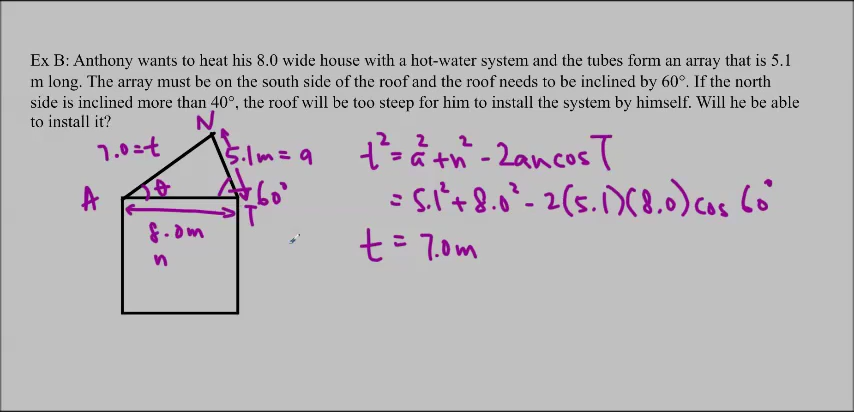 Ex B: Anthony wants to heat his 8.0 wide house with a hot-water system and the tubes form an array that is 5.1
m long. The array must be on the south side of the roof and the roof needs to be inclined by 60°. If the north
side is inclined more than 40°, the roof will be too steep for him to install the system by himself. Will he be able
to install it?
N
7.0 = t
5.1m = a
t² = a² + n² - 2an cos T
A
θ
60°
= 5.1² + 8.0² - 2(5.1)(8.0) cos 60°
T
8.0m
n
t = 7.0m